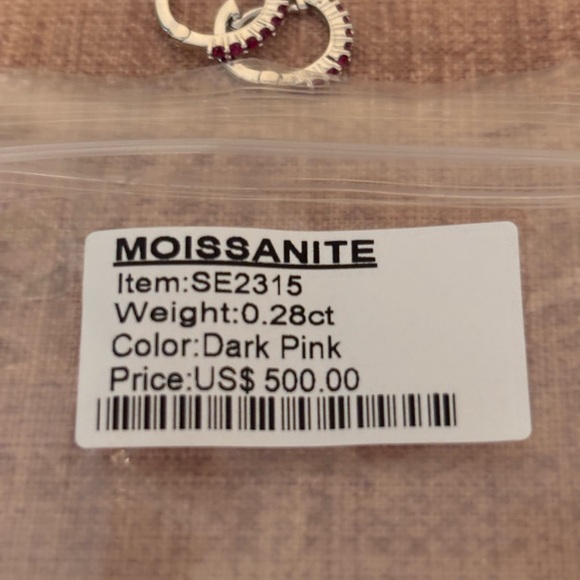 MOISSANITE
Item:SE2315
Weight:0.28ct
Color:Dark Pink
Price:US$ 500.00